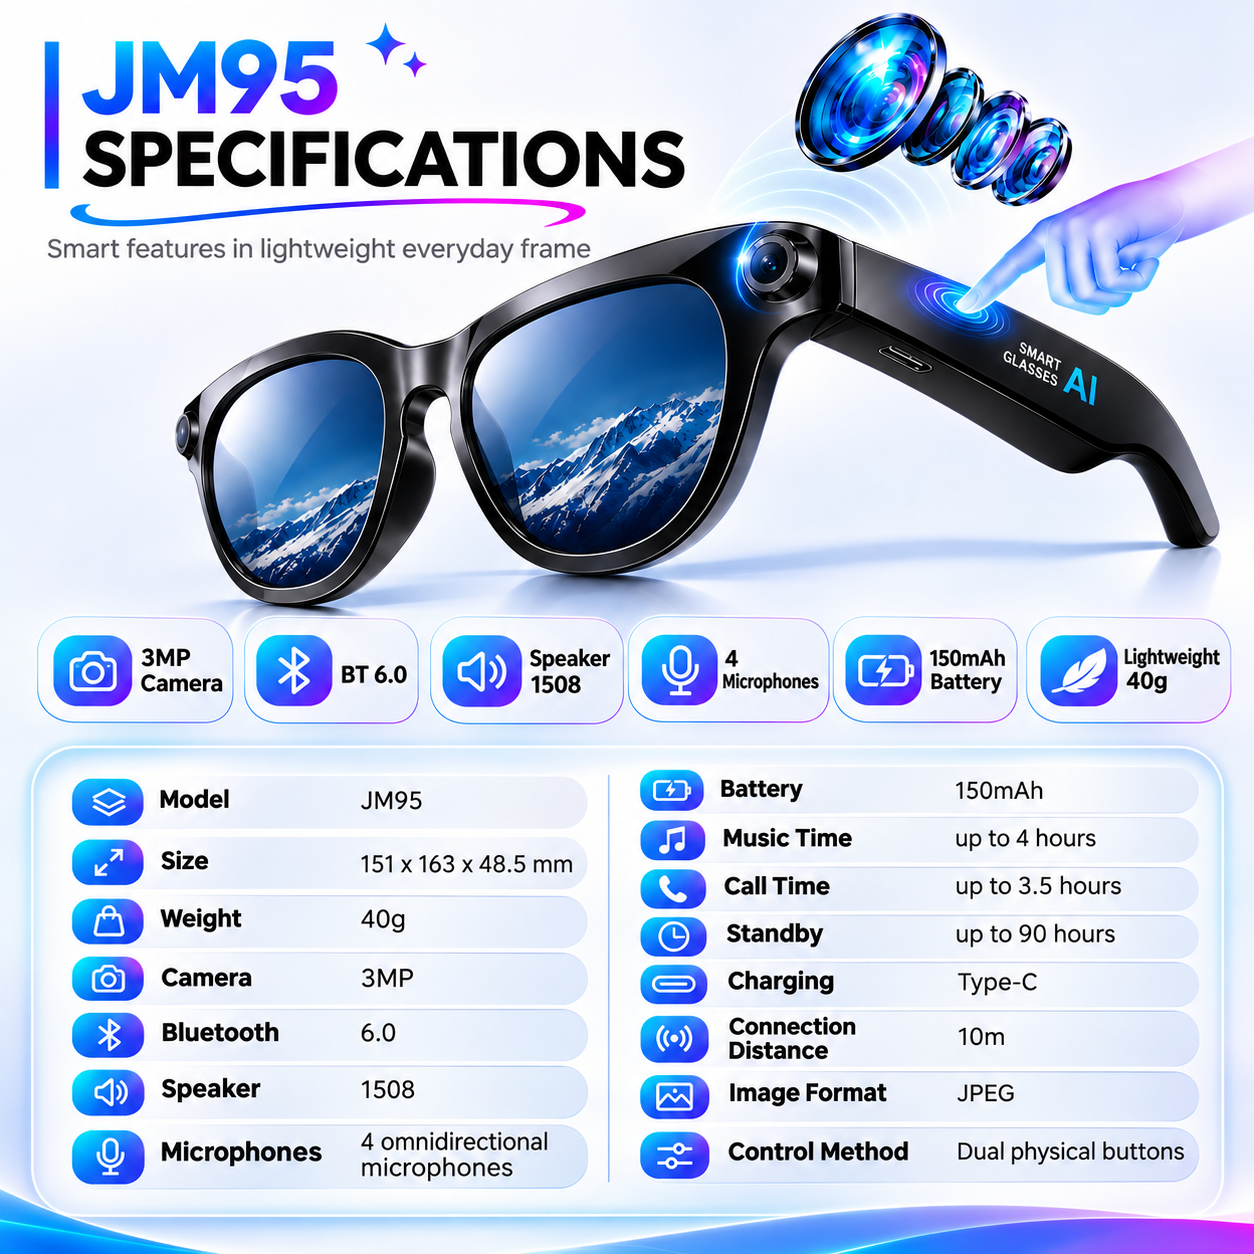 JM95
SPECIFICATIONS
Smart features in lightweight everyday frame
SMART
GLASSES
AI
3MP
Camera
BT 6.0
Speaker
1508
4
Microphones
150mAh
Battery
Lightweight
40g
Model JM95
Size 151 x 163 x 48.5 mm
Weight 40g
Camera 3MP
Bluetooth 6.0
Speaker 1508
Microphones 4 omnidirectional
microphones
Battery 150mAh
Music Time up to 4 hours
Call Time up to 3.5 hours
Standby up to 90 hours
Charging Type-C
Connection
Distance 10m
Image Format JPEG
Control Method Dual physical buttons